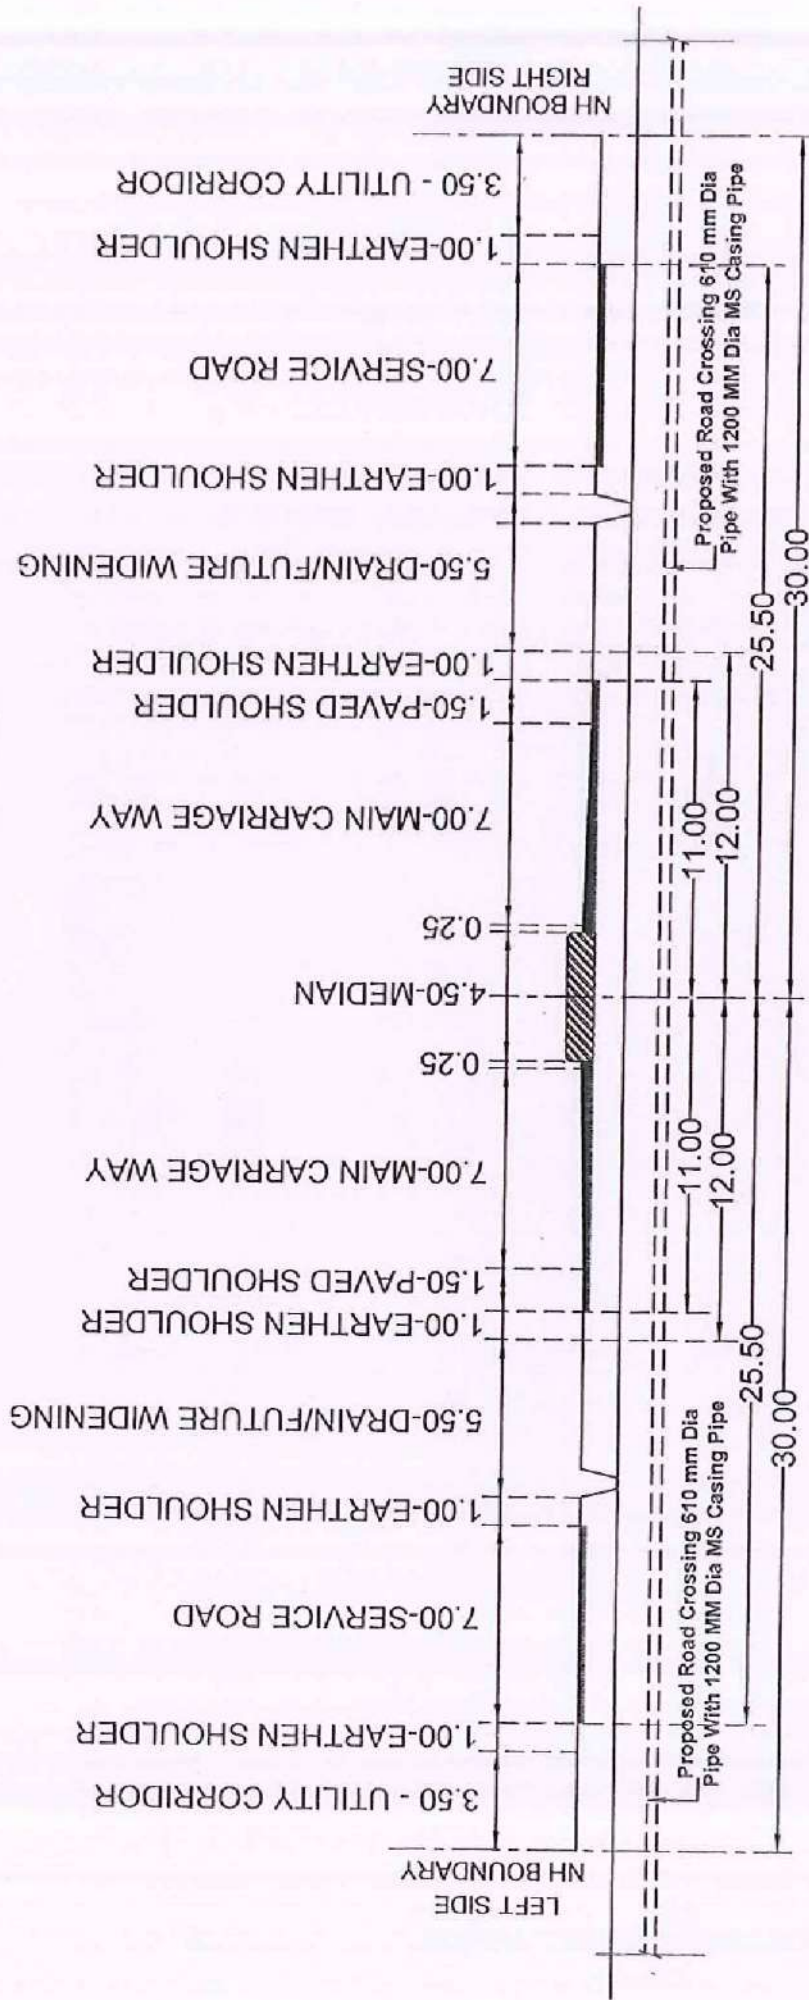 LEFT SIDE
NH BOUNDARY
3.50 - UTILITY CORRIDOR
1.00-EARTHEN SHOULDER
7.00-SERVICE ROAD
1.00-EARTHEN SHOULDER
5.50-DRAIN/FUTURE WIDENING
1.00-EARTHEN SHOULDER
1.50-PAVED SHOULDER
7.00-MAIN CARRIAGE WAY
0.25
4.50-MEDIAN
0.25
7.00-MAIN CARRIAGE WAY
1.50-PAVED SHOULDER
1.00-EARTHEN SHOULDER
5.50-DRAIN/FUTURE WIDENING
1.00-EARTHEN SHOULDER
7.00-SERVICE ROAD
1.00-EARTHEN SHOULDER
3.50 - UTILITY CORRIDOR
NH BOUNDARY
RIGHT SIDE
Proposed Road Crossing 610 mm Dia
Pipe With 1200 MM Dia MS Casing Pipe
Proposed Road Crossing 610 mm Dia
Pipe With 1200 MM Dia MS Casing Pipe
11.00
11.00
12.00
12.00
25.50
25.50
30.00
30.00